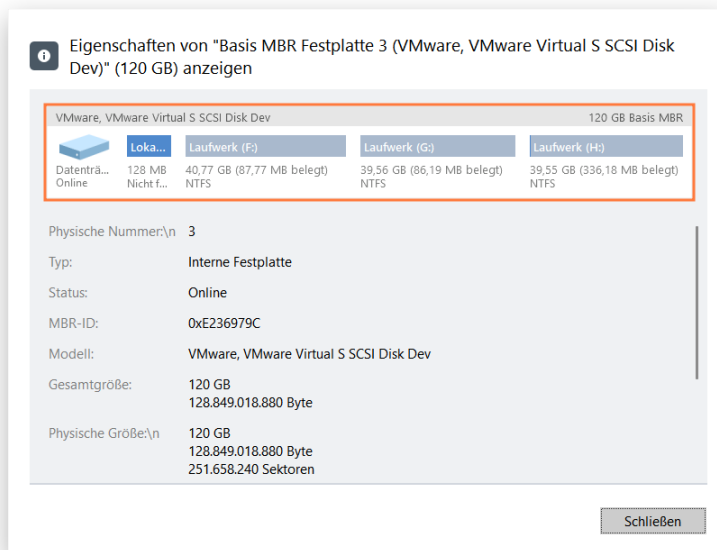 Eigenschaften von "Basis MBR Festplatte 3 (VMware, VMware Virtual S SCSI Disk
Dev)" (120 GB) anzeigen
VMware, VMware Virtual S SCSI Disk Dev 120 GB Basis MBR
Loka... Laufwerk (F:) Laufwerk (G:) Laufwerk (H:)
Datenträ... 128 MB 40,77 GB (87,77 MB belegt) 39,56 GB (86,19 MB belegt) 39,55 GB (336,18 MB belegt)
Online Nicht f... NTFS NTFS NTFS
Physische Nummer:\n 3
Typ: Interne Festplatte
Status: Online
MBR-ID: 0xE236979C
Modell: VMware, VMware Virtual S SCSI Disk Dev
Gesamtgröße: 120 GB
128.849.018.880 Byte
Physische Größe:\n 120 GB
128.849.018.880 Byte
251.658.240 Sektoren
Schließen